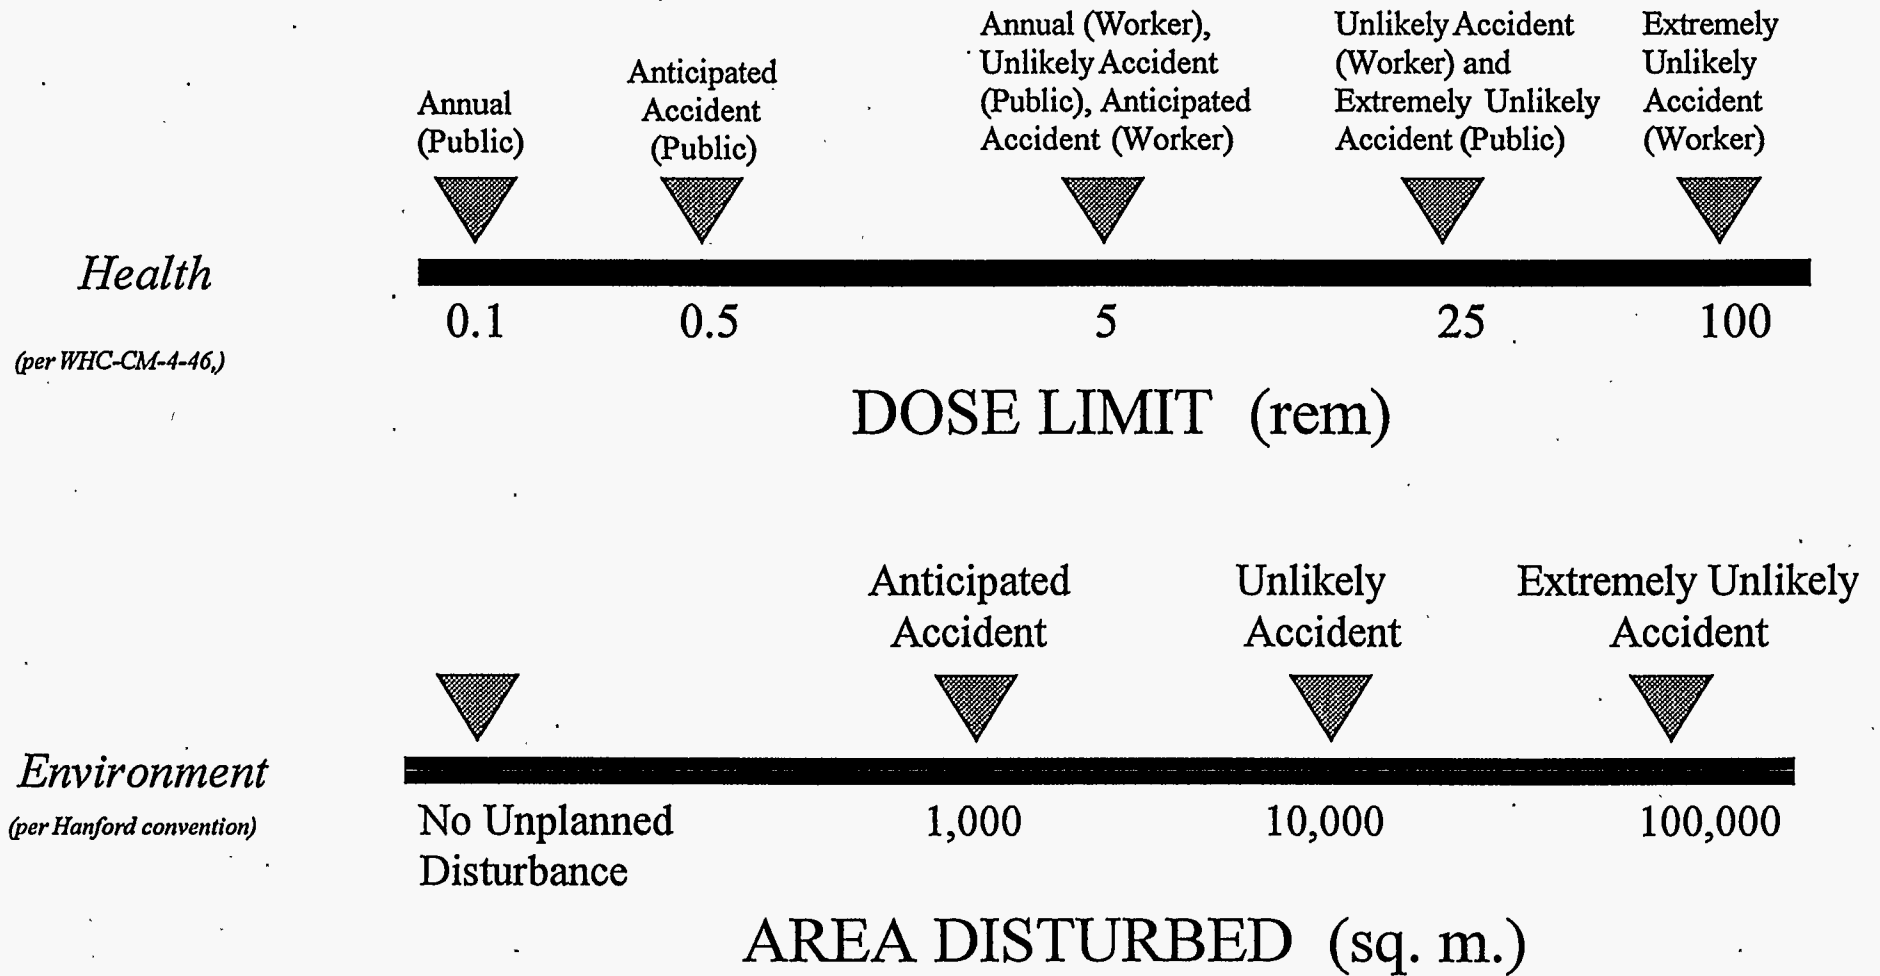 Annual
(Public)
Anticipated
Accident
(Public)
Annual (Worker),
Unlikely Accident
(Public), Anticipated
Accident (Worker)
Unlikely Accident
(Worker) and
Extremely Unlikely
Accident (Public)
Extremely
Unlikely
Accident
(Worker)
Health
(per WHC-CM-4-46,)
0.1 0.5 5 25 100
DOSE LIMIT (rem)
Anticipated
Accident
Unlikely
Accident
Extremely Unlikely
Accident
Environment
(per Hanford convention)
No Unplanned
Disturbance
1,000 10,000 100,000
AREA DISTURBED (sq. m.)